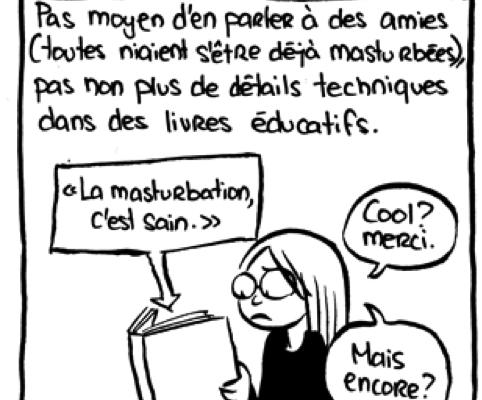 Pas moyen d'en parler à des amies
(toutes niaient s'être déjà masturbées),
pas non plus de détails techniques
dans des livres éducatifs.
« La masturbation,
c'est sain. »
Cool?
merci.
Mais
encore?